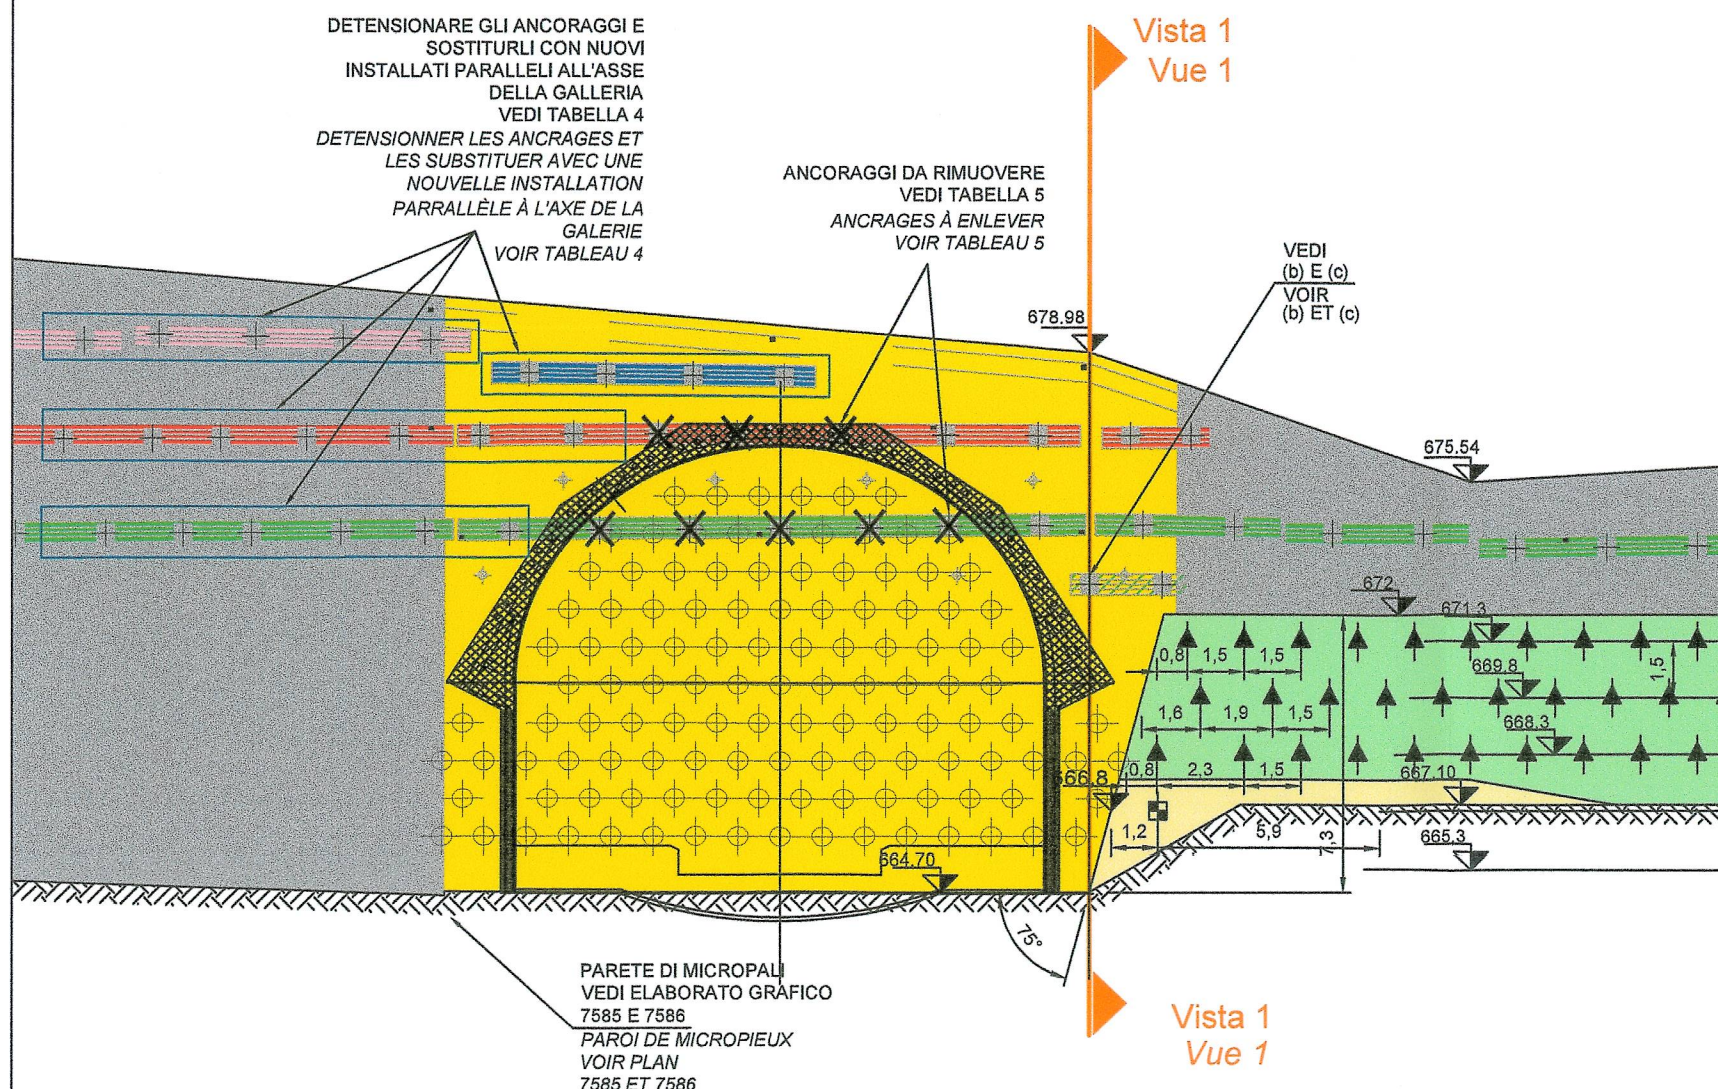 DETENSIONARE GLI ANCORAGGI E
SOSTITURLI CON NUOVI
INSTALLATI PARALLELI ALL'ASSE
DELLA GALLERIA
VEDI TABELLA 4
DETENSIONNER LES ANCRAGES ET
LES SUBSTITUER AVEC UNE
NOUVELLE INSTALLATION
PARRALLÈLE À L'AXE DE LA
GALERIE
VOIR TABLEAU 4
ANCORAGGI DA RIMUOVERE
VEDI TABELLA 5
ANCRAGES À ENLEVER
VOIR TABLEAU 5
Vista 1
Vue 1
VEDI
(b) E (c)
VOIR
(b) ET (c)
678.98
675.54
672
671.3
0,8
1,5
1,5
669.8
1,5
1,6
1,9
1,5
668.3
666.8
0,8
2,3
1,5
667.10
1,2
5,9
7,3
665.3
664.70
75°
PARETE DI MICROPALI
VEDI ELABORATO GRAFICO
7585 E 7586
PAROI DE MICROPIEUX
VOIR PLAN
7585 ET 7586
Vista 1
Vue 1